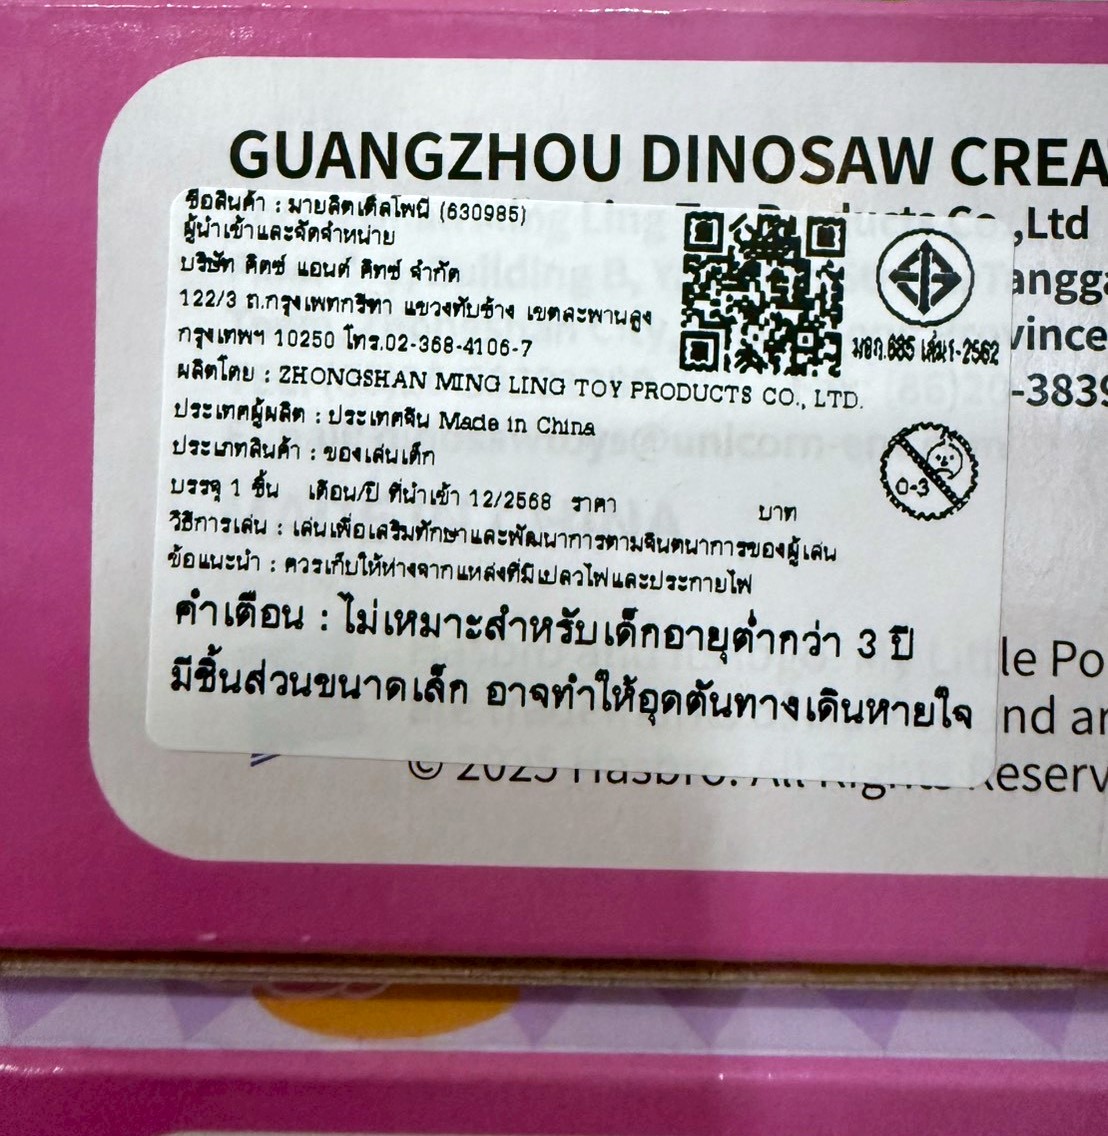 GUANGZHOU DINOSAW CREA
ชื่อสินค้า : มายลิตเติ้ลโพนี่ (630985)
ผู้นำเข้าและจัดจำหน่าย
บริษัท คิตซ์ แอนด์ คิทซ์ จำกัด
122/3 ถ.กรุงเทพกรีฑา แขวงทับช้าง เขตสะพานสูง
กรุงเทพฯ 10250 โทร.02-368-4106-7
ผลิตโดย : ZHONGSHAN MING LING TOY PRODUCTS CO., LTD.
ประเทศผู้ผลิต : ประเทศจีน Made in China
ประเภทสินค้า : ของเล่นเด็ก
บรรจุ 1 ชิ้น เดือน/ปี ที่นำเข้า 12/2568 ราคา บาท
วิธีการเล่น : เล่นเพื่อเสริมทักษาและพัฒนาการตามจินตนาการของผู้เล่น
ข้อแนะนำ : ควรเก็บให้ห่างจากแหล่งที่มีเปลวไฟและประกายไฟ
คำเตือน : ไม่เหมาะสำหรับเด็กอายุต่ำกว่า 3 ปี
มีชิ้นส่วนขนาดเล็ก อาจทำให้อุดตันทางเดินหายใจ
มอก.685 เล่ม1-2562
0-3
,Ltd
angga
vince
-3839
le Po
nd ar
© 2025 Hasbro. All Rights Reserv